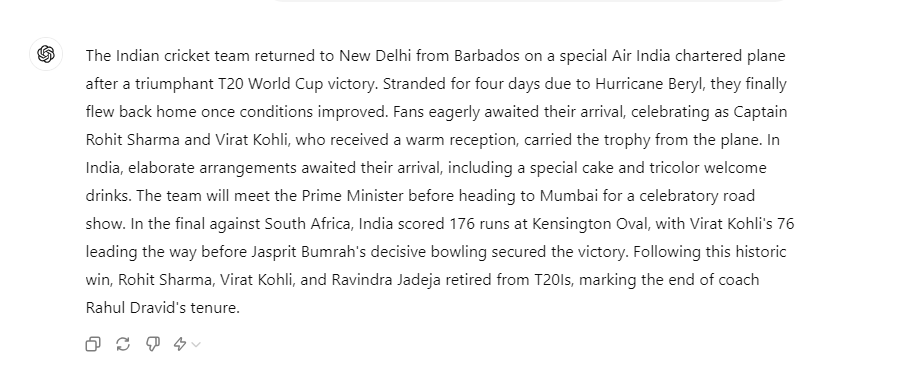 The Indian cricket team returned to New Delhi from Barbados on a special Air India chartered plane
after a triumphant T20 World Cup victory. Stranded for four days due to Hurricane Beryl, they finally
flew back home once conditions improved. Fans eagerly awaited their arrival, celebrating as Captain
Rohit Sharma and Virat Kohli, who received a warm reception, carried the trophy from the plane. In
India, elaborate arrangements awaited their arrival, including a special cake and tricolor welcome
drinks. The team will meet the Prime Minister before heading to Mumbai for a celebratory road
show. In the final against South Africa, India scored 176 runs at Kensington Oval, with Virat Kohli's 76
leading the way before Jasprit Bumrah's decisive bowling secured the victory. Following this historic
win, Rohit Sharma, Virat Kohli, and Ravindra Jadeja retired from T20Is, marking the end of coach
Rahul Dravid's tenure.